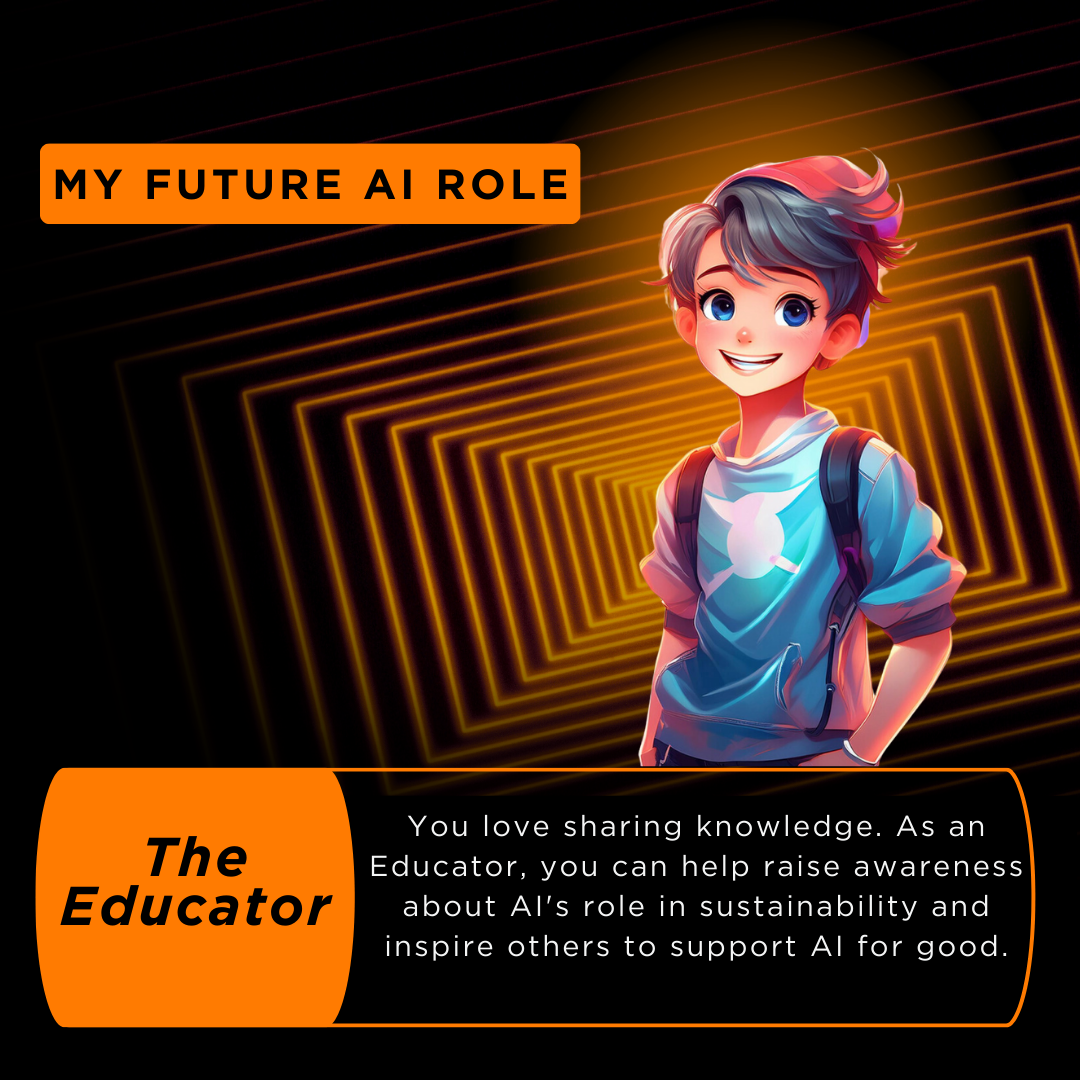 MY FUTURE AI ROLE
The
Educator
You love sharing knowledge. As an
Educator, you can help raise awareness
about AI's role in sustainability and
inspire others to support AI for good.